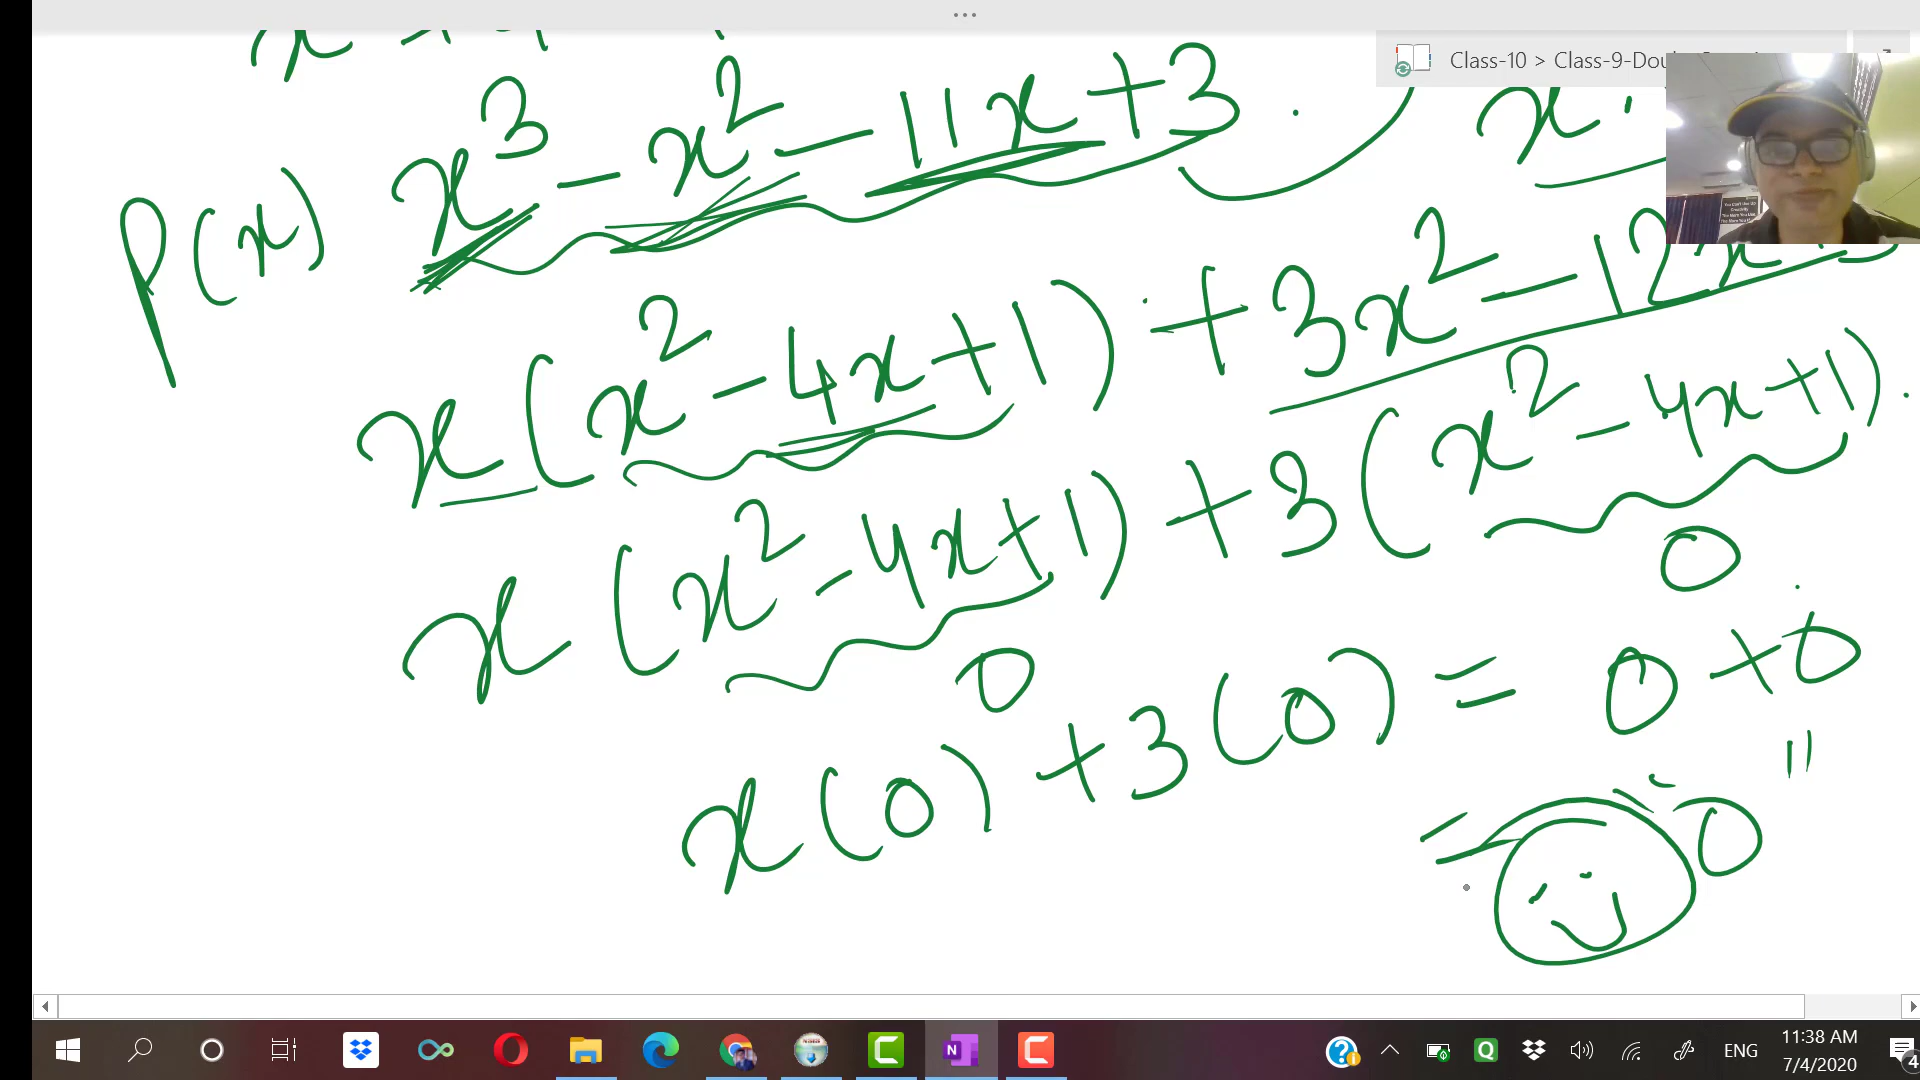 Class-10 > Class-9-Dou
P(x) x³ - x² - 11x + 3 .
x(x² - 4x + 1) + 3x² - 12x
x(x² - 4x + 1) + 3(x² - 4x + 1).
0 0
x(0) + 3(0) = 0 + 0
= 0
ENG
11:38 AM
7/4/2020
4